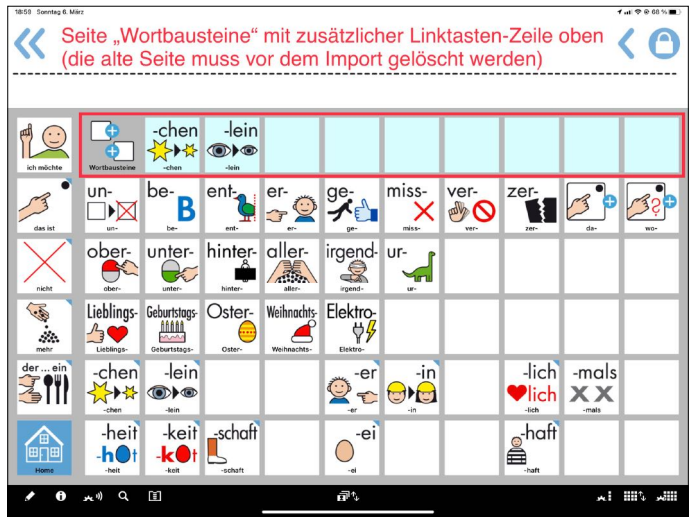 18:59 Sonntag 6. März
68 %
Seite „Wortbausteine“ mit zusätzlicher Linktasten-Zeile oben
(die alte Seite muss vor dem Import gelöscht werden)
ich möchte
Wortbausteine
-chen
-chen
-lein
-lein
das ist
un-
un-
be-
B
be-
ent-
ent-
er-
er-
ge-
ge-
miss-
miss-
ver-
ver-
zer-
zer-
da-
?
wo-
nicht
ober-
ober-
unter-
unter-
hinter-
hinter-
aller-
aller-
irgend-
irgend-
ur-
ur-
mehr
Lieblings-
Lieblings-
Geburtstags-
Geburtstags-
Oster-
Oster-
Weihnachts-
Weihnachts-
Elektro-
Elektro-
der ... ein
-chen
-chen
-lein
-lein
-er
-er
-in
-in
-lich
lich
-lich
-mals
X X
-mals
Home
-heit
-h t
-heit
-keit
-k t
-keit
-schaft
-schaft
-ei
-ei
-haft
-haft